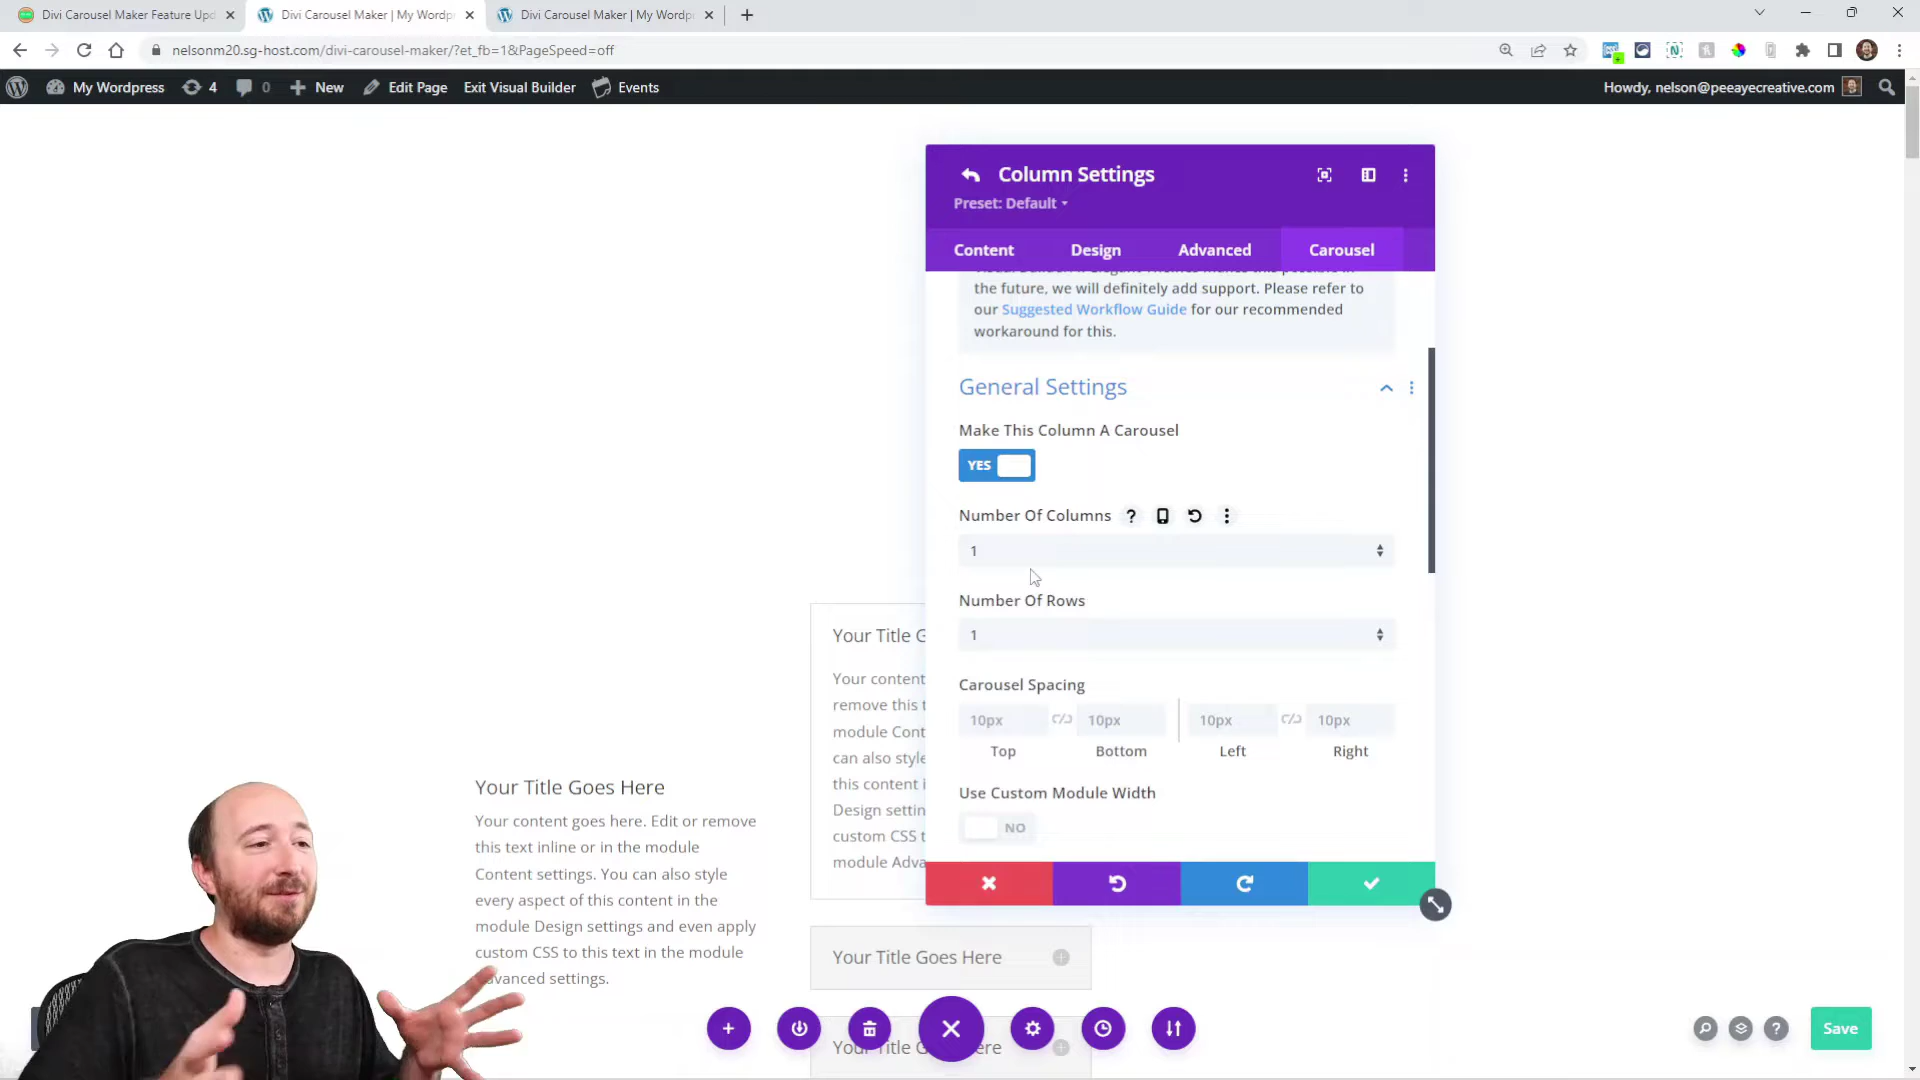 Divi Carousel Maker Feature Upd
Divi Carousel Maker | My Wordpr
Divi Carousel Maker | My Wordpr
nelsonm20.sg-host.com/divi-carousel-maker/?et_fb=1&PageSpeed=off
My Wordpress
4
0
New
Edit Page
Exit Visual Builder
Events
Howdy, nelson@peeayecreative.com
Column Settings
Preset: Default
Content
Design
Advanced
Carousel
the future, we will definitely add support. Please refer to
our Suggested Workflow Guide for our recommended
workaround for this.
General Settings
Make This Column A Carousel
YES
Number Of Columns
1
Number Of Rows
1
Carousel Spacing
10px
10px
10px
10px
Top
Bottom
Left
Right
Use Custom Module Width
NO
Your Title G
Your content
remove this t
module Cont
can also style
this content i
Design settin
custom CSS t
module Adva
Your Title Goes Here
Your content goes here. Edit or remove
this text inline or in the module
Content settings. You can also style
every aspect of this content in the
module Design settings and even apply
custom CSS to this text in the module
dvanced settings.
Your Title Goes Here
Your Title G
ere
Save